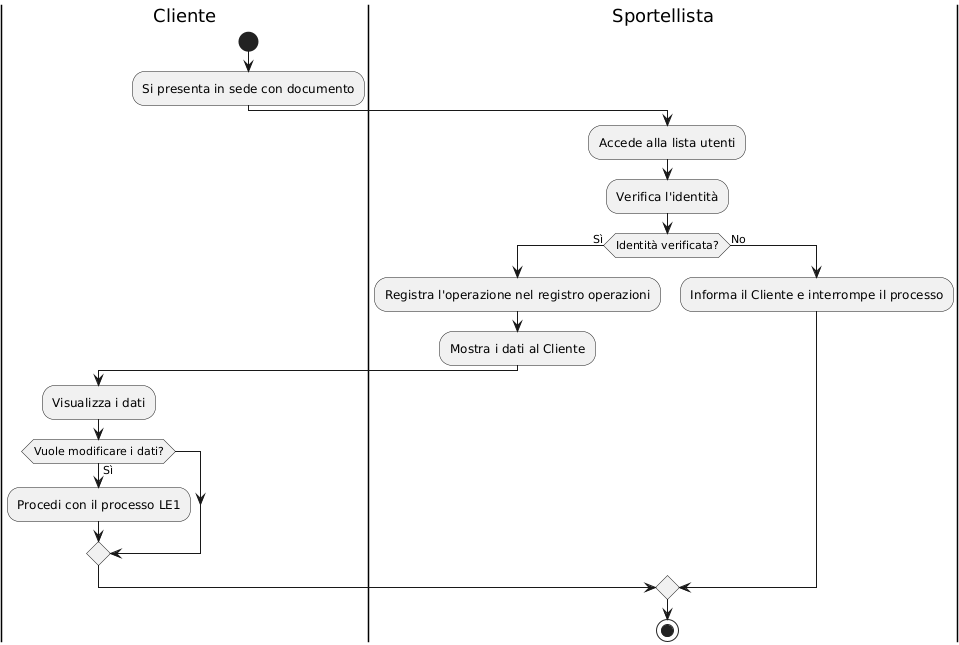 Cliente
Sportellista
Si presenta in sede con documento
Accede alla lista utenti
Verifica l'identità
Sì
Identità verificata?
No
Registra l'operazione nel registro operazioni
Informa il Cliente e interrompe il processo
Mostra i dati al Cliente
Visualizza i dati
Vuole modificare i dati?
Sì
Procedi con il processo LE1